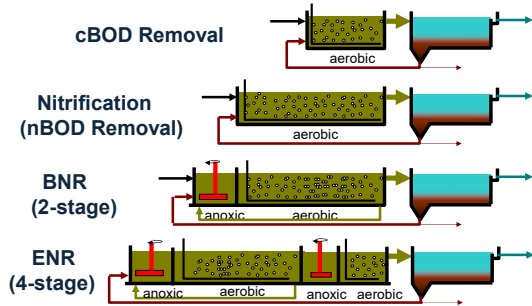 cBOD Removal
aerobic
Nitrification
(nBOD Removal)
aerobic
BNR
(2-stage)
anoxic aerobic
ENR
(4-stage)
anoxic aerobic anoxic aerobic